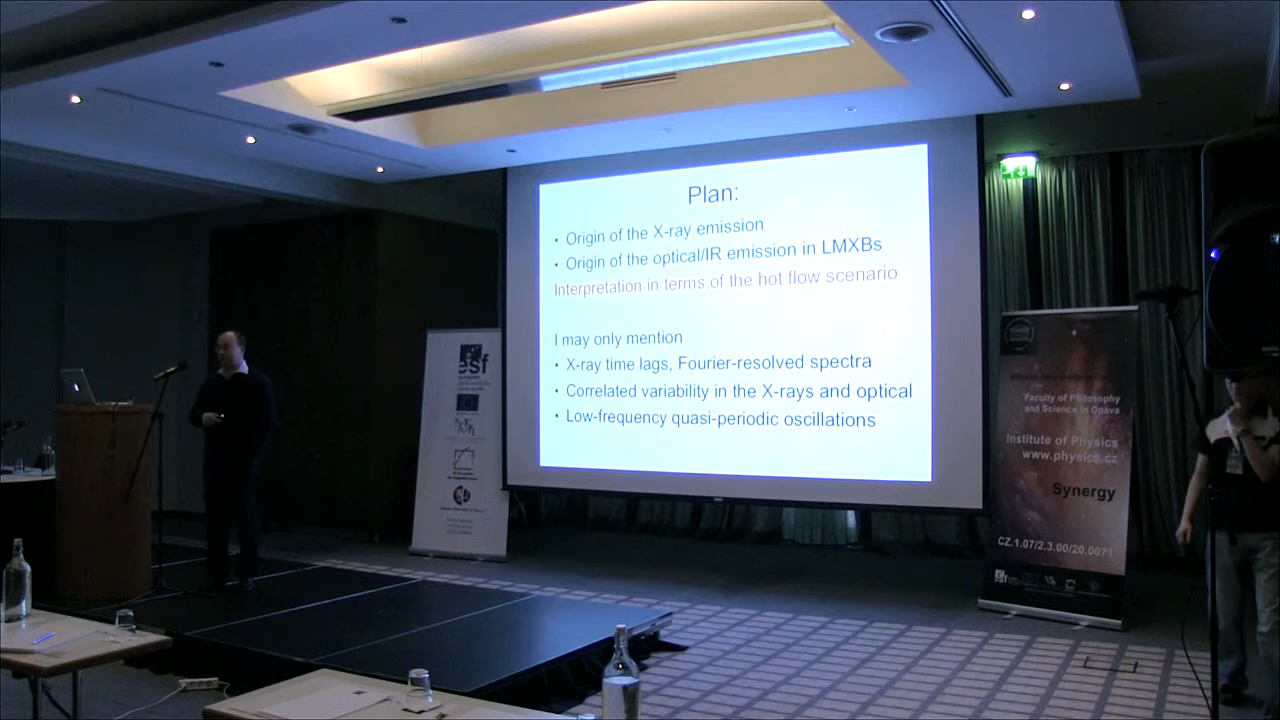 Plan:
• Origin of the X-ray emission
• Origin of the optical/IR emission in LMXBs
Interpretation in terms of the hot flow scenario
I may only mention
• X-ray time lags, Fourier-resolved spectra
• Correlated variability in the X-rays and optical
• Low-frequency quasi-periodic oscillations
esf
Faculty of Philosophy
and Science in Opava
Institute of Physics
www.physics.cz
Synergy
CZ.1.07/2.3.00/20.0071
esf